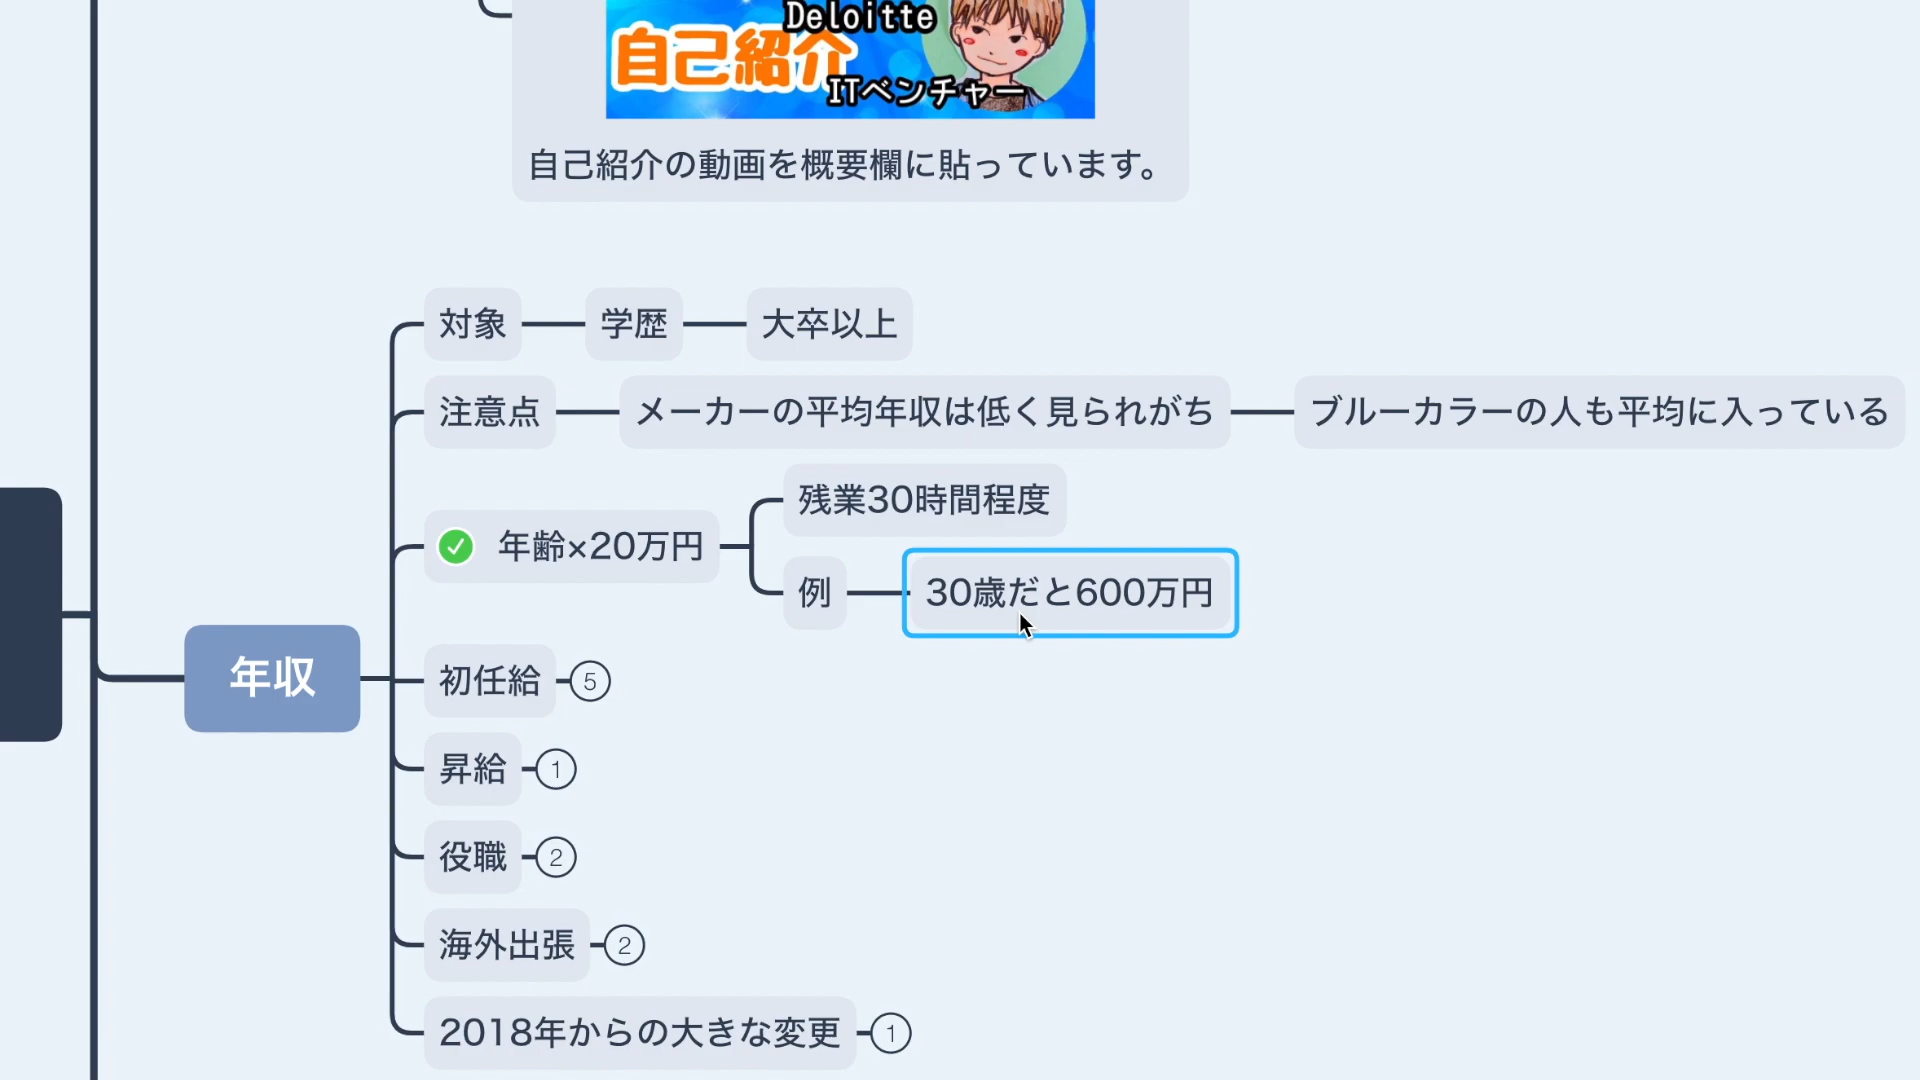 Deloitte
自己紹介
ITベンチャー
自己紹介の動画を概要欄に貼っています。
対象 学歴 大卒以上
注意点 メーカーの平均年収は低く見られがち ブルーカラーの人も平均に入っている
残業30時間程度
年齢×20万円
例 30歳だと600万円
年収
初任給 5
昇給 1
役職 2
海外出張 2
2018年からの大きな変更 1